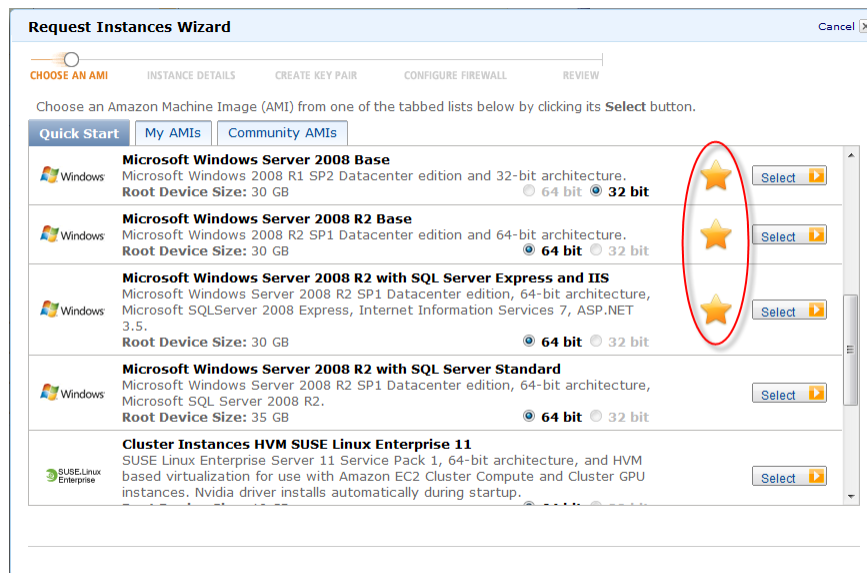 Request Instances Wizard
Cancel
CHOOSE AN AMI INSTANCE DETAILS CREATE KEY PAIR CONFIGURE FIREWALL REVIEW
Choose an Amazon Machine Image (AMI) from one of the tabbed lists below by clicking its Select button.
Quick Start My AMIs Community AMIs
Microsoft Windows Server 2008 Base
Windows Microsoft Windows 2008 R1 SP2 Datacenter edition and 32-bit architecture. Select
Root Device Size: 30 GB 64 bit 32 bit
Microsoft Windows Server 2008 R2 Base
Windows Microsoft Windows 2008 R2 SP1 Datacenter edition and 64-bit architecture. Select
Root Device Size: 30 GB 64 bit 32 bit
Microsoft Windows Server 2008 R2 with SQL Server Express and IIS
Microsoft Windows Server 2008 R2 SP1 Datacenter edition, 64-bit architecture,
Windows Microsoft SQLServer 2008 Express, Internet Information Services 7, ASP.NET Select
3.5.
Root Device Size: 30 GB 64 bit 32 bit
Microsoft Windows Server 2008 R2 with SQL Server Standard
Microsoft Windows Server 2008 R2 SP1 Datacenter edition, 64-bit architecture,
Windows Microsoft SQL Server 2008 R2. Select
Root Device Size: 35 GB 64 bit 32 bit
Cluster Instances HVM SUSE Linux Enterprise 11
SUSE Linux Enterprise Server 11 Service Pack 1, 64-bit architecture, and HVM
SUSE.Linux Enterprise based virtualization for use with Amazon EC2 Cluster Compute and Cluster GPU Select
instances. Nvidia driver installs automatically during startup.